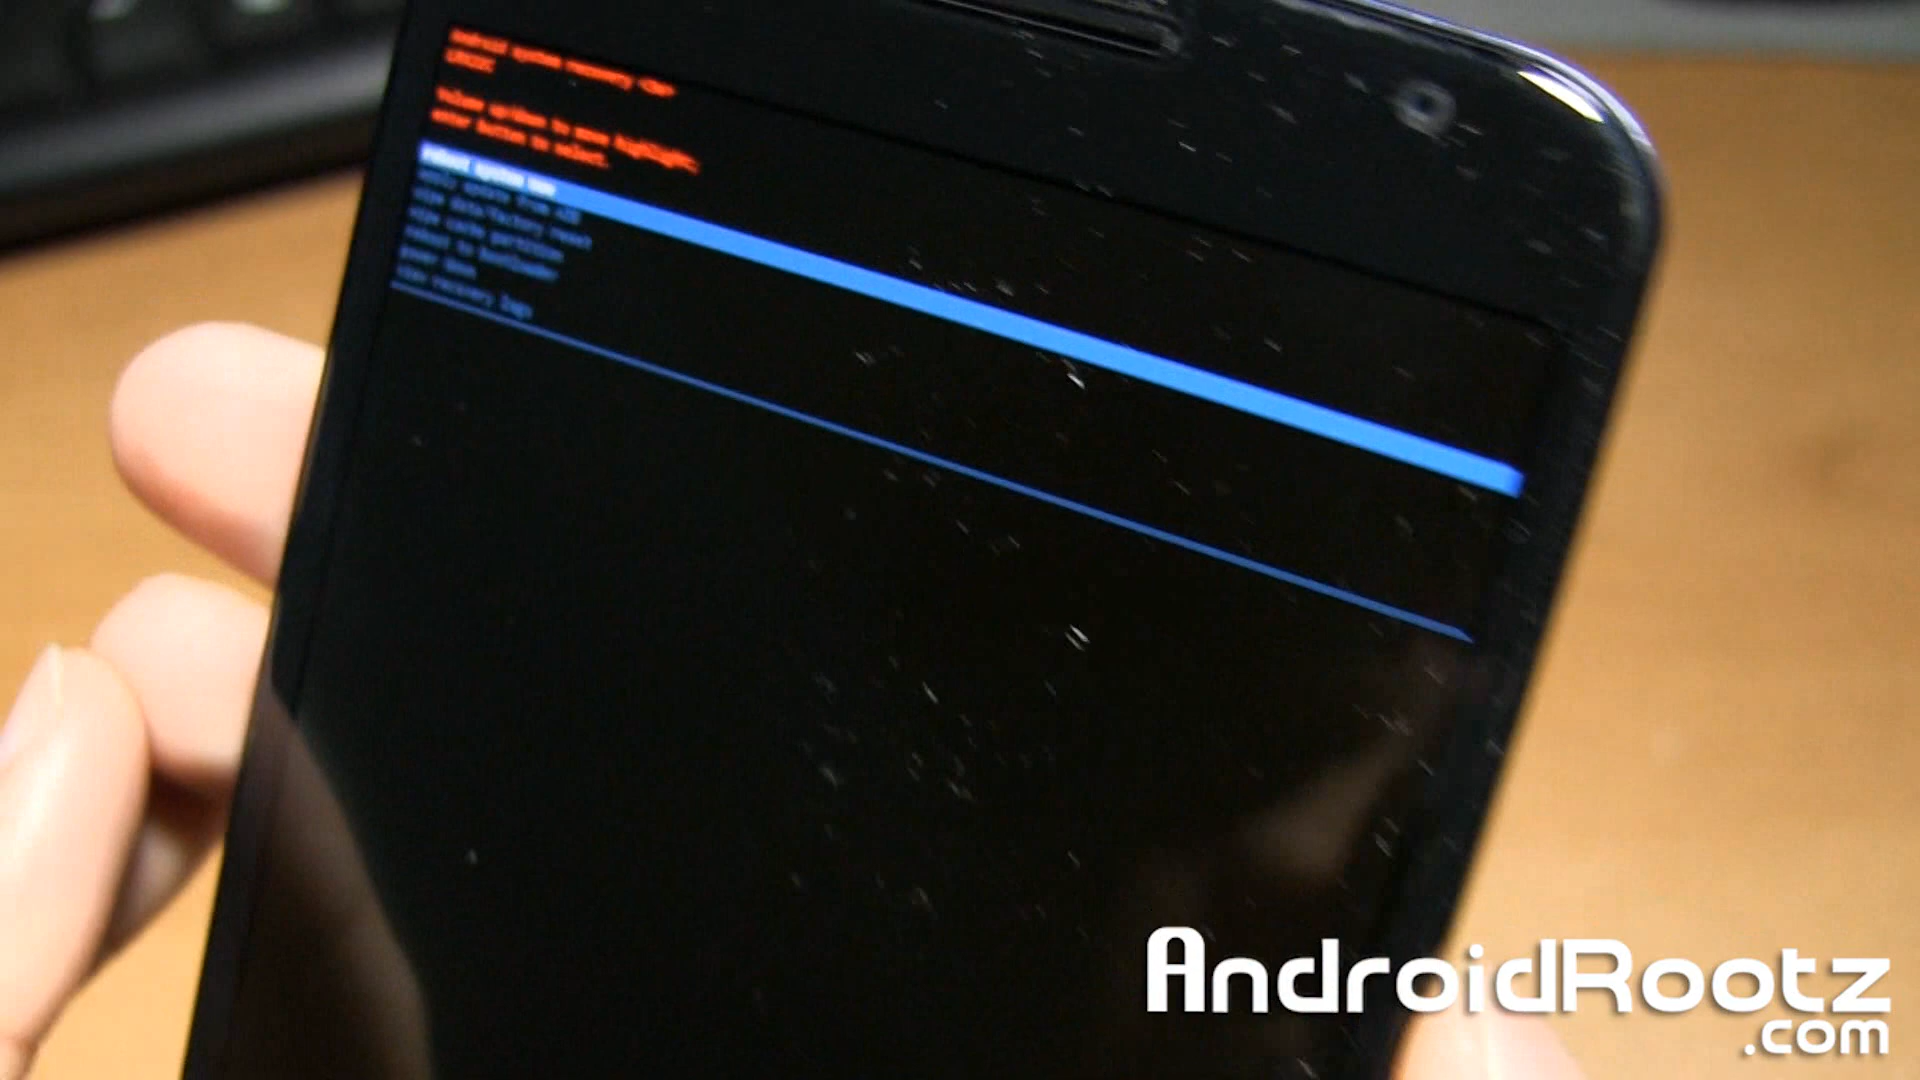 Android system recovery <3e>
Volume up/down to move highlight;
enter button to select.
reboot system now
apply update from ADB
wipe data/factory reset
wipe cache partition
reboot to bootloader
power down
view recovery logs
AndroidRootz
.com